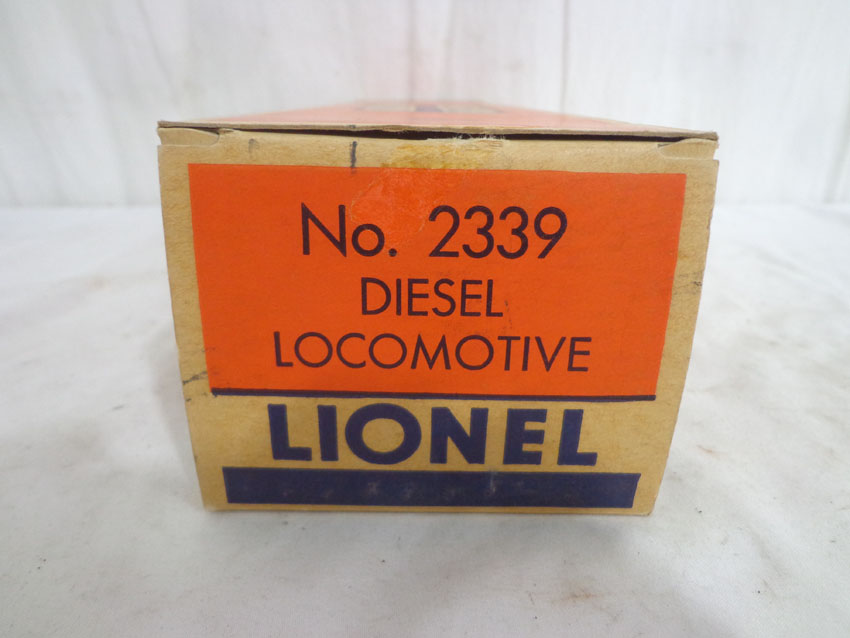 No. 2339
DIESEL
LOCOMOTIVE
LIONEL